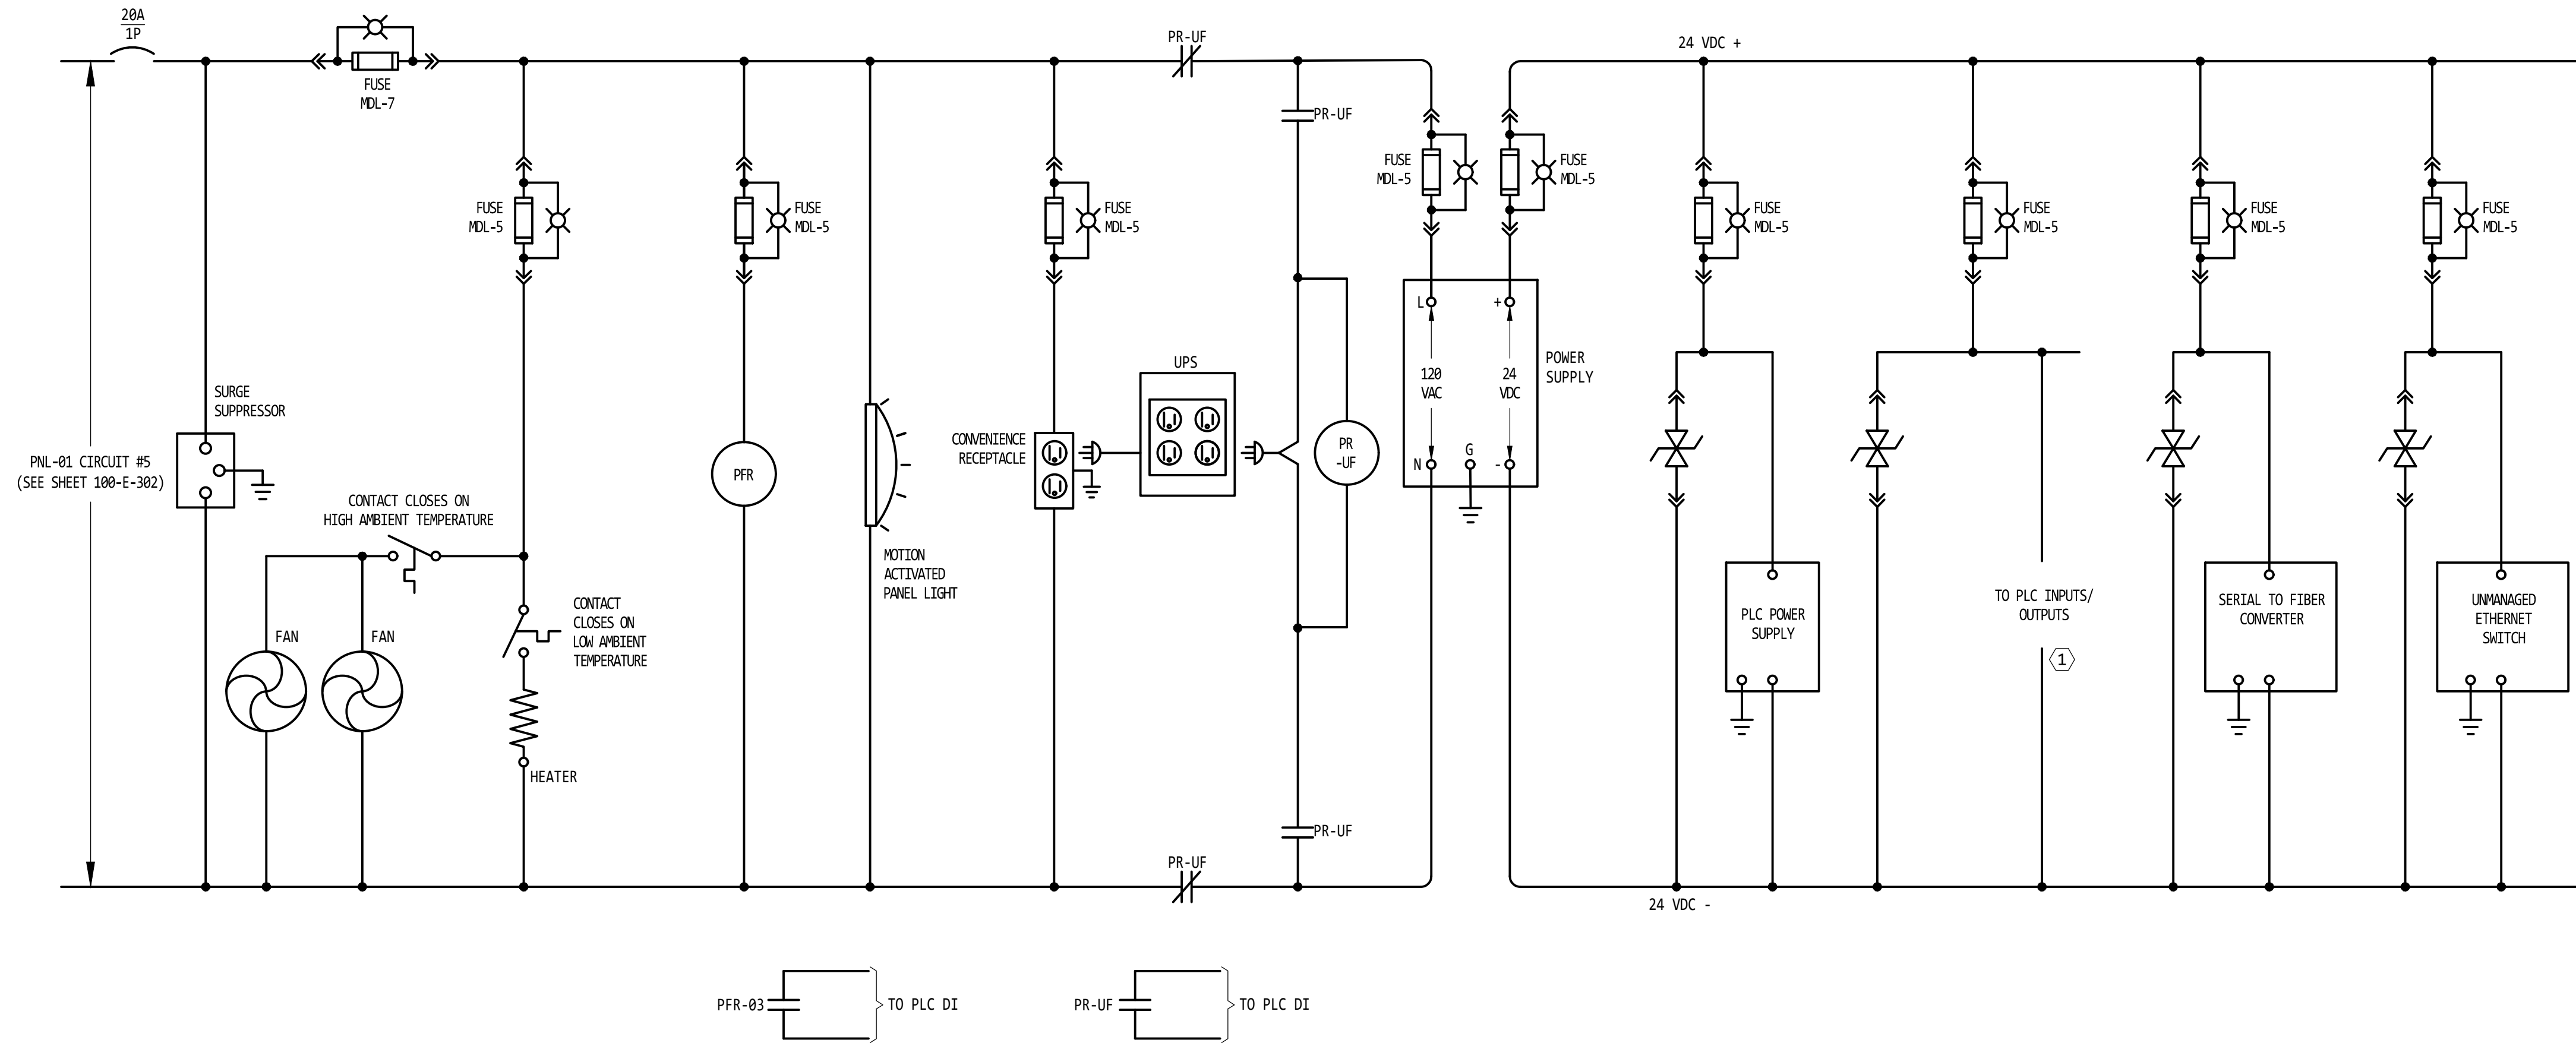 20A
1P
FUSE
MDL-7
PR-UF
24 VDC +
PR-UF
FUSE
MDL-5
FUSE
MDL-5
FUSE
MDL-5
FUSE
MDL-5
FUSE
MDL-5
FUSE
MDL-5
FUSE
MDL-5
FUSE
MDL-5
FUSE
MDL-5
L
+
120
VAC
24
VDC
POWER
SUPPLY
G
N
-
UPS
SURGE
SUPPRESSOR
PNL-01 CIRCUIT #5
(SEE SHEET 100-E-302)
CONTACT CLOSES ON
HIGH AMBIENT TEMPERATURE
PFR
CONVENIENCE
RECEPTACLE
PR
-UF
MOTION
ACTIVATED
PANEL LIGHT
CONTACT
CLOSES ON
LOW AMBIENT
TEMPERATURE
FAN
FAN
HEATER
PLC POWER
SUPPLY
TO PLC INPUTS/
OUTPUTS
1
SERIAL TO FIBER
CONVERTER
UNMANAGED
ETHERNET
SWITCH
PR-UF
PR-UF
24 VDC -
PFR-03
TO PLC DI
PR-UF
TO PLC DI